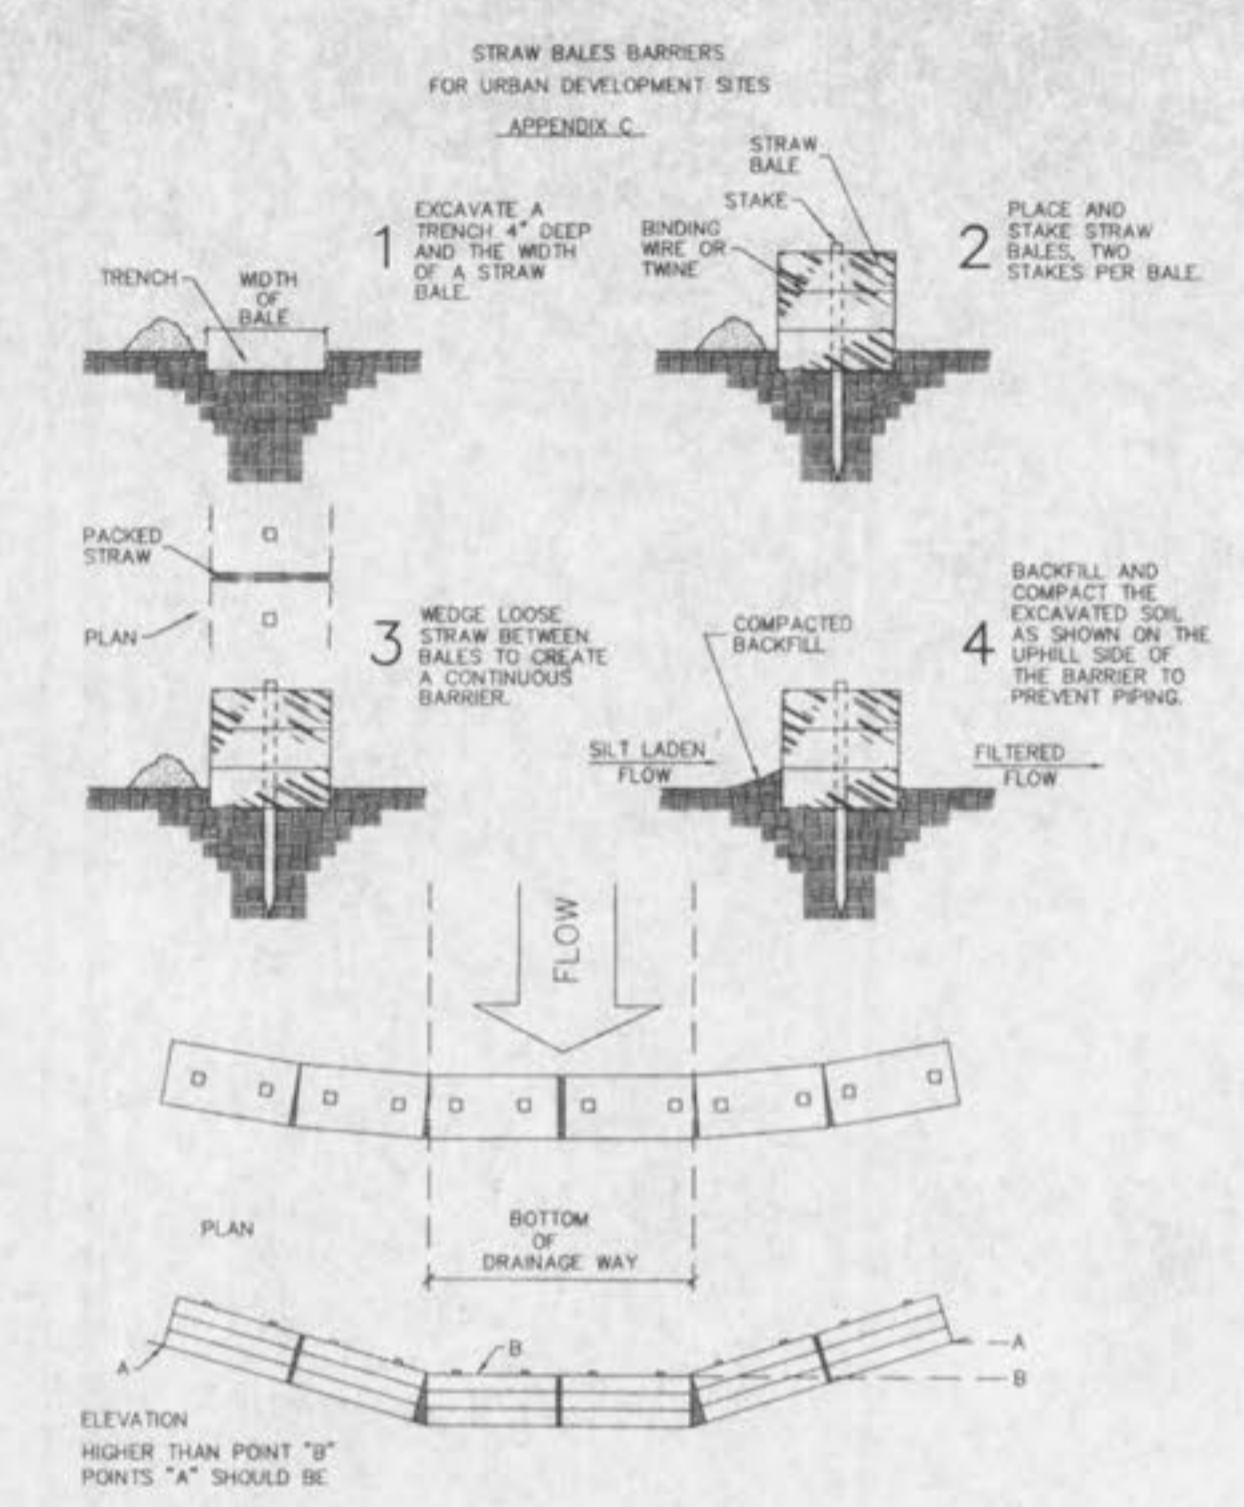 STRAW BALES BARRIERS
FOR URBAN DEVELOPMENT SITES
APPENDIX C
1
EXCAVATE A
TRENCH 4" DEEP
AND THE WIDTH
OF A STRAW
BALE.
TRENCH
WIDTH
OF
BALE
STRAW
BALE
STAKE
BINDING
WIRE OR
TWINE
2
PLACE AND
STAKE STRAW
BALES, TWO
STAKES PER BALE.
PACKED
STRAW
PLAN
3
WEDGE LOOSE
STRAW BETWEEN
BALES TO CREATE
A CONTINUOUS
BARRIER.
COMPACTED
BACKFILL
4
BACKFILL AND
COMPACT THE
EXCAVATED SOIL
AS SHOWN ON THE
UPHILL SIDE OF
THE BARRIER TO
PREVENT PIPING.
SILT LADEN
FLOW
FILTERED
FLOW
FLOW
PLAN
BOTTOM
OF
DRAINAGE WAY
A
B
A
B
ELEVATION
HIGHER THAN POINT "B"
POINTS "A" SHOULD BE